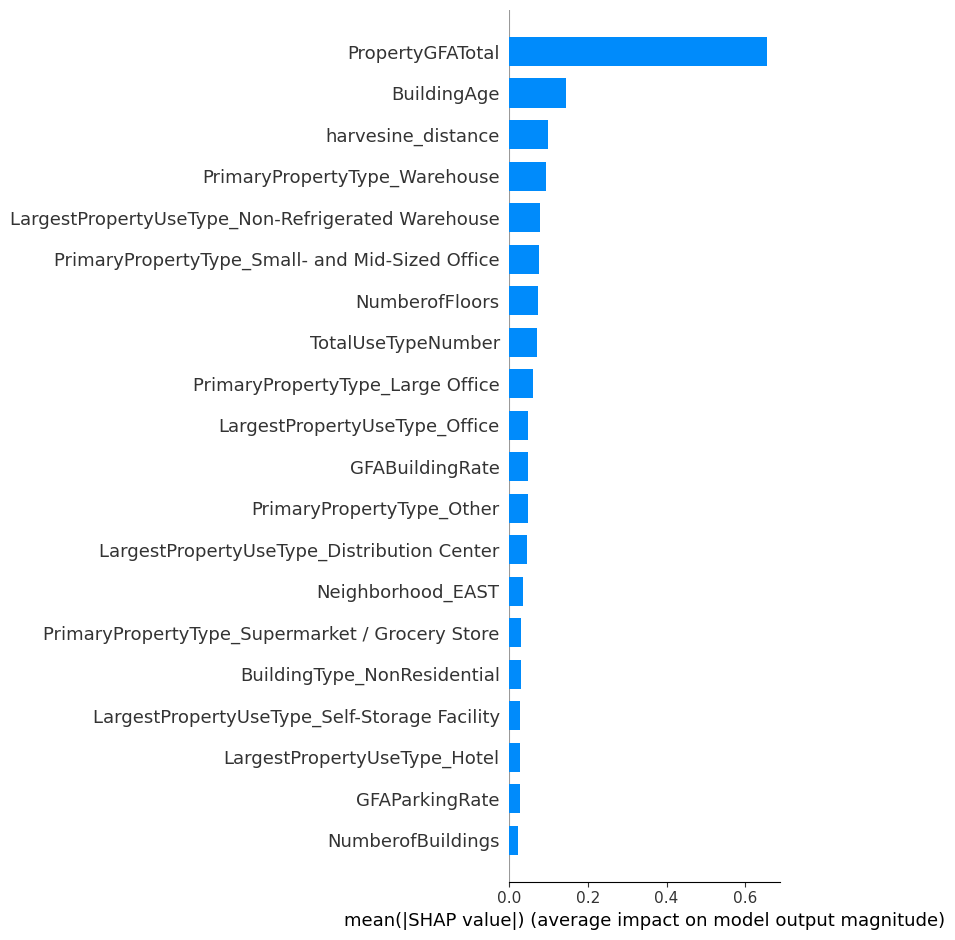 PropertyGFATotal
BuildingAge
harvesine_distance
PrimaryPropertyType_Warehouse
LargestPropertyUseType_Non-Refrigerated Warehouse
PrimaryPropertyType_Small- and Mid-Sized Office
NumberofFloors
TotalUseTypeNumber
PrimaryPropertyType_Large Office
LargestPropertyUseType_Office
GFABuildingRate
PrimaryPropertyType_Other
LargestPropertyUseType_Distribution Center
Neighborhood_EAST
PrimaryPropertyType_Supermarket / Grocery Store
BuildingType_NonResidential
LargestPropertyUseType_Self-Storage Facility
LargestPropertyUseType_Hotel
GFAParkingRate
NumberofBuildings
0.0 0.2 0.4 0.6
mean(|SHAP value|) (average impact on model output magnitude)